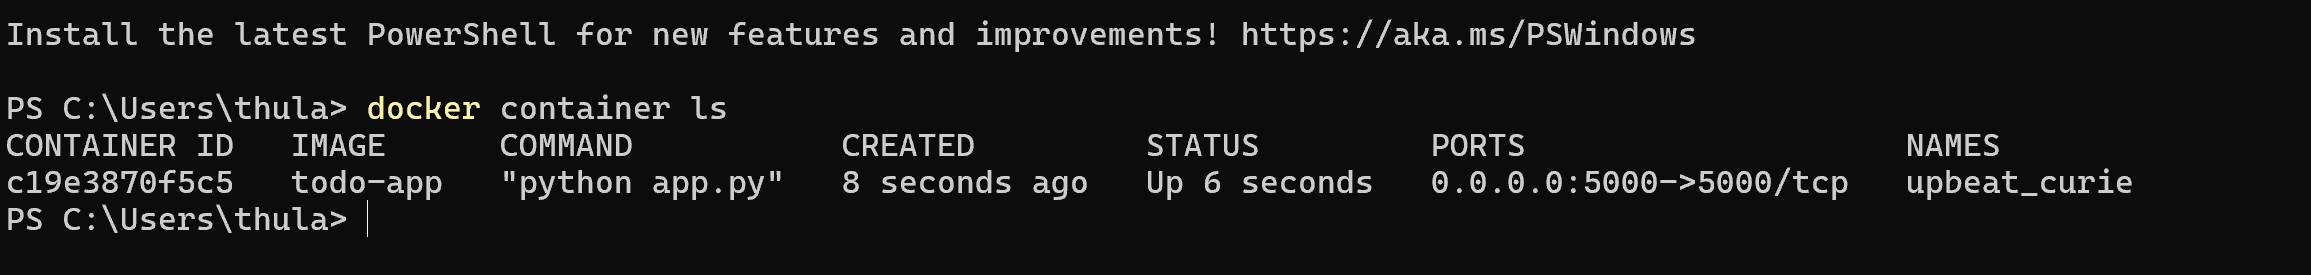 Install the latest PowerShell for new features and improvements! https://aka.ms/PSWindows
PS C:\Users\thula> docker container ls
CONTAINER ID   IMAGE      COMMAND           CREATED         STATUS         PORTS                    NAMES
c19e3870f5c5   todo-app   "python app.py"   8 seconds ago   Up 6 seconds   0.0.0.0:5000->5000/tcp   upbeat_curie
PS C:\Users\thula>